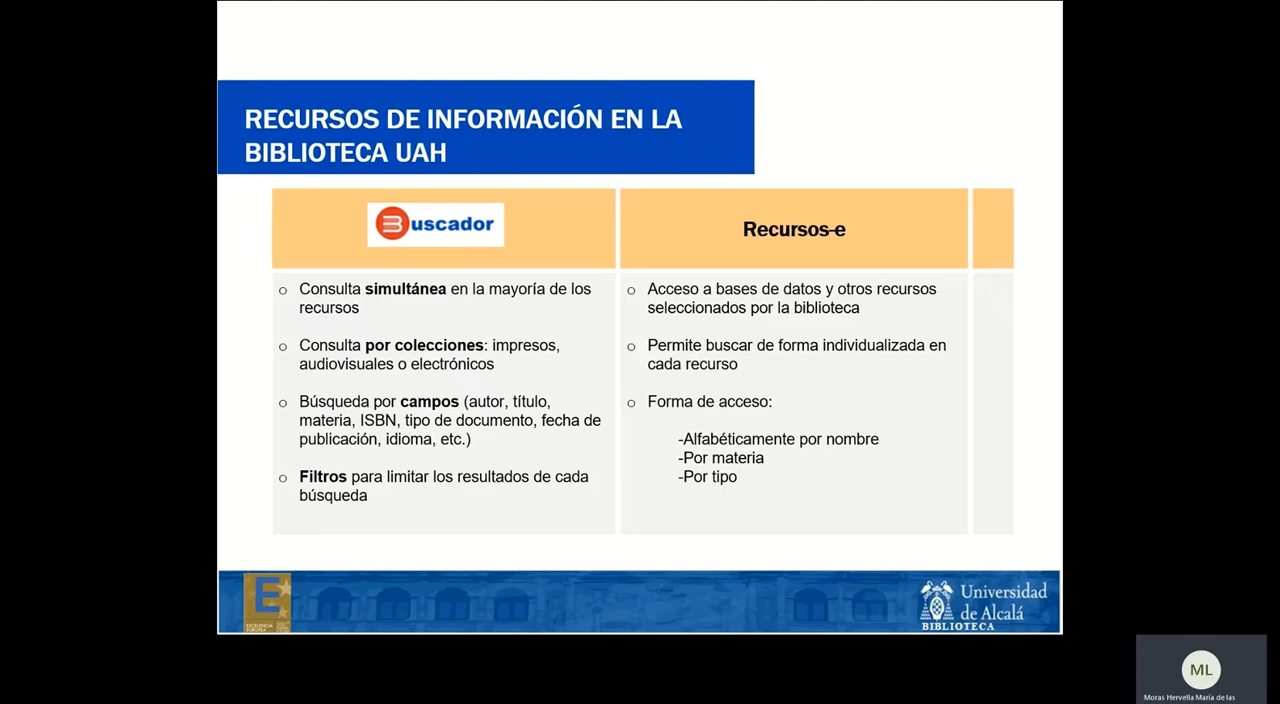 RECURSOS DE INFORMACIÓN EN LA
BIBLIOTECA UAH
Buscador
Recursos-e
o Consulta simultánea en la mayoría de los
recursos
o Consulta por colecciones: impresos,
audiovisuales o electrónicos
o Búsqueda por campos (autor, título,
materia, ISBN, tipo de documento, fecha de
publicación, idioma, etc.)
o Filtros para limitar los resultados de cada
búsqueda
o Acceso a bases de datos y otros recursos
seleccionados por la biblioteca
o Permite buscar de forma individualizada en
cada recurso
o Forma de acceso:
-Alfabéticamente por nombre
-Por materia
-Por tipo
E
EXCELENCIA
EUROPEA
Universidad
de Alcalá
BIBLIOTECA
ML
Moras Hervella Maria de las